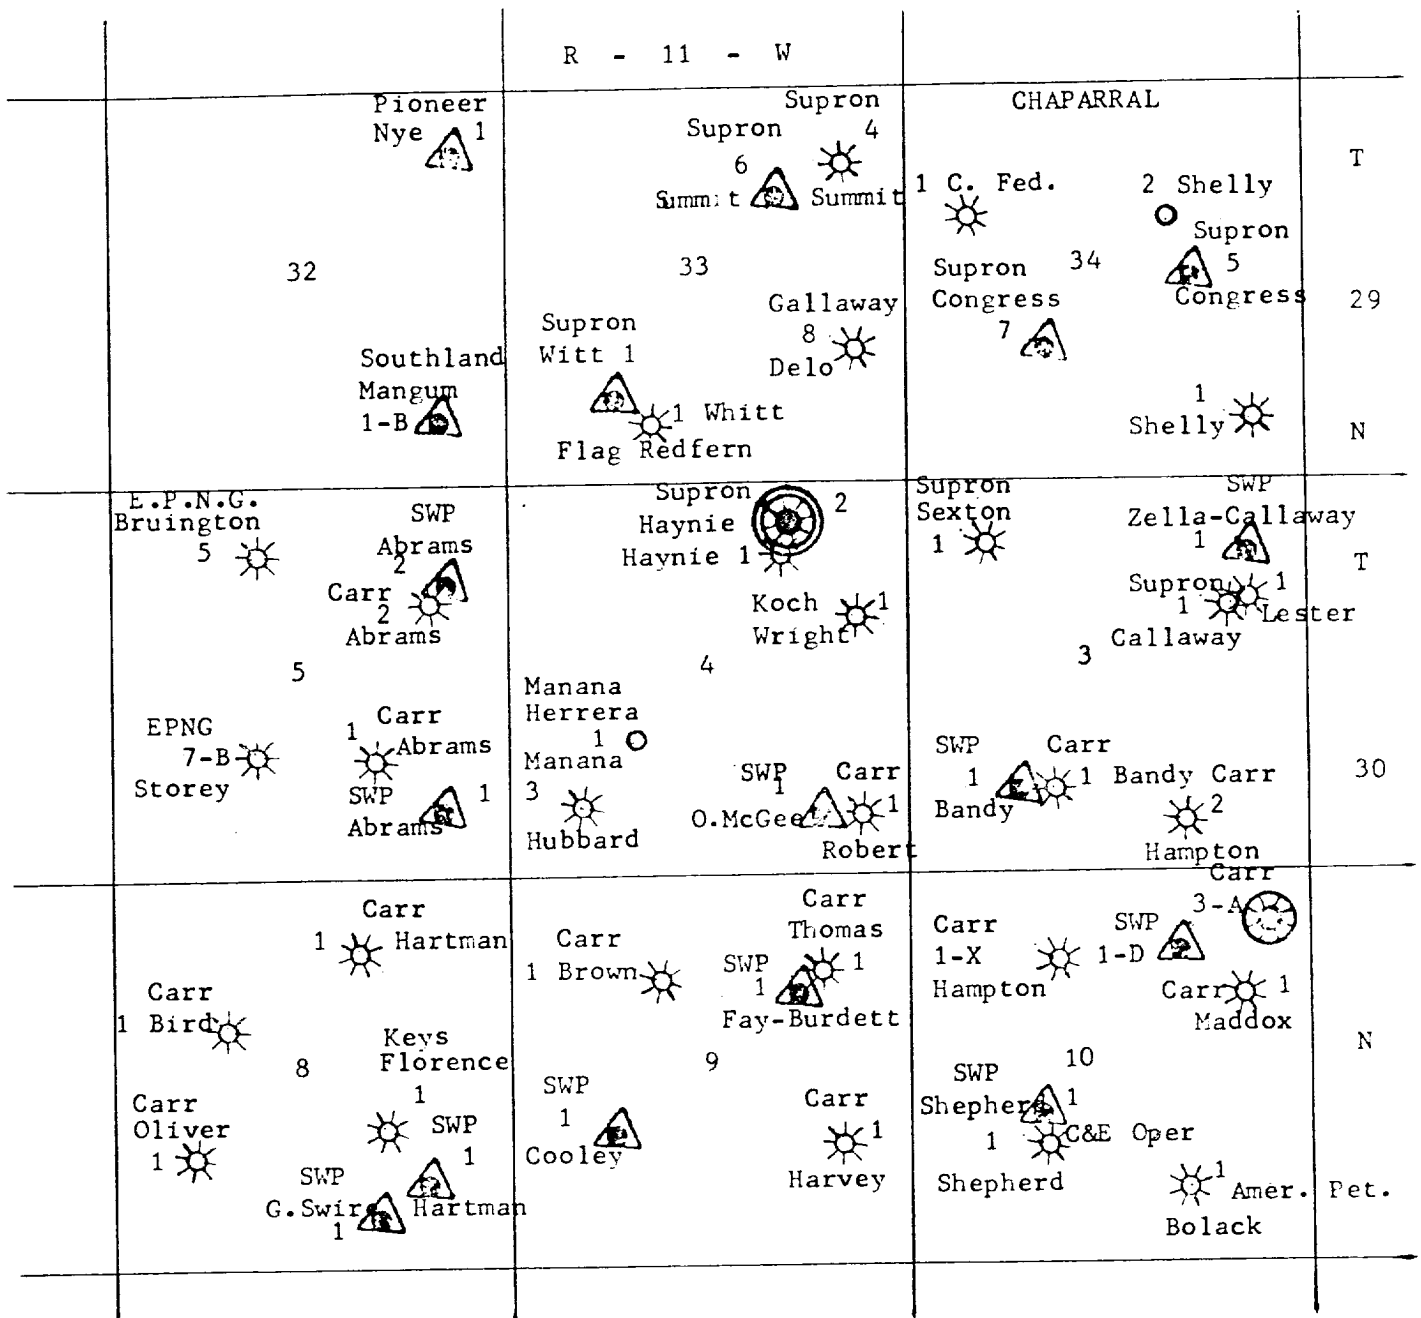 R - 11 - W
Pioneer
Nye 1
Supron
4
Summit
Supron
6
Summit
CHAPARRAL
T
1 C. Fed.
2 Shelly
Supron
5
Congress
32
33
34
Supron
Congress
7
29
Gallaway
8
Delo
Supron
Witt 1
Southland
Mangum
1-B
1 Whitt
Flag Redfern
1
Shelly
N
E.P.N.G.
Bruington
5
SWP
Abrams
2
Carr
2
Abrams
Supron
2
Haynie
Haynie 1
Koch
1
Wright
Supron
Sexton
1
SWP
Zella-Callaway
1
T
Supron
1
Callaway
1
Lester
5
4
3
Manana
Herrera
1
EPNG
7-B
Storey
Carr
1
Abrams
SWP
1
Abrams
Manana
3
Hubbard
SWP
1
O.McGee
Carr
1
Robert
SWP
1
Bandy
Carr
1
Bandy
Carr
2
Hampton
30
Carr
1
Hartman
Carr
1 Brown
Carr
Thomas
1
SWP
1
Fay-Burdett
Carr
1-X
Hampton
SWP
1-D
Carr
3-A
Carr
1
Maddox
Carr
1 Bird
Keys
Florence
1
8
9
10
N
Carr
Oliver
1
SWP
1
Hartman
SWP
G.Swire
1
SWP
1
Cooley
Carr
1
Harvey
SWP
Shepherd
1
C&E Oper
1
Shepherd
1
Amer. Pet.
Bolack